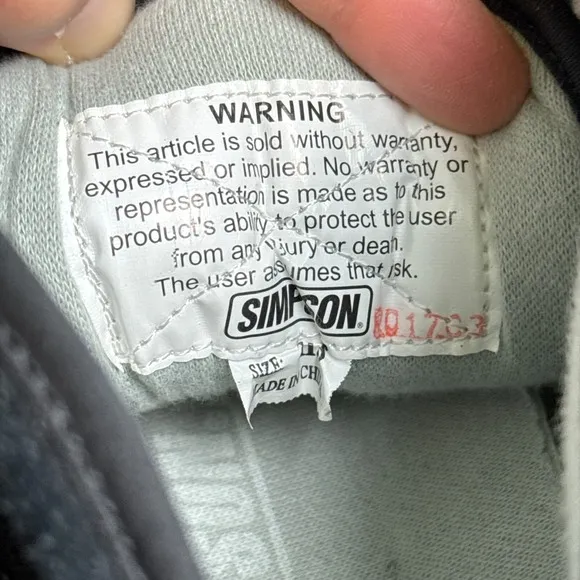 WARNING
This article is sold without warranty,
expressed or implied. No warranty or
representation is made as to this
product's ability to protect the user
from any injury or death.
The user assumes that risk.
SIMPSON
SIZE:
MADE IN CHI